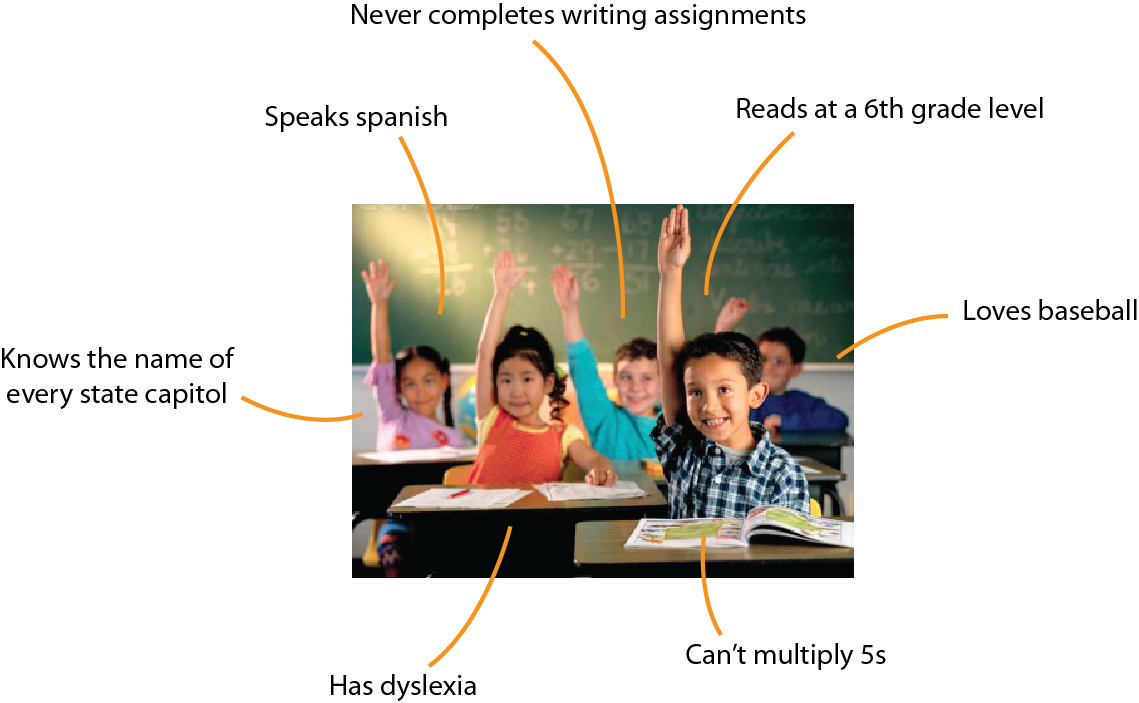 Never completes writing assignments
Speaks spanish
Reads at a 6th grade level
Loves baseball
Knows the name of
every state capitol
Can't multiply 5s
Has dyslexia